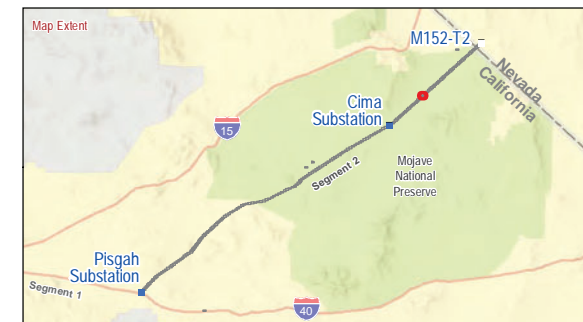 Map Extent
M152-T2
Nevada
California
Cima
Substation
15
Mojave
National
Preserve
Segment 2
Pisgah
Substation
Segment 1
40